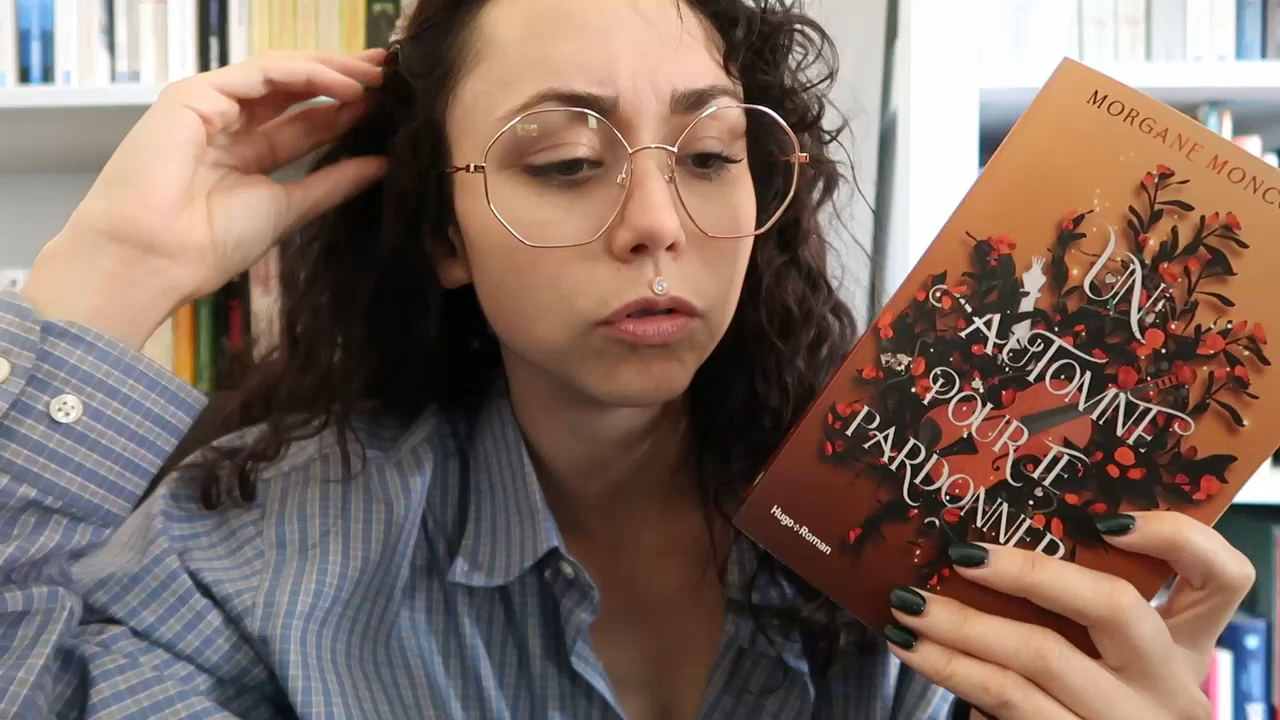 MORGANE MONC
UN
AUTOMNE
POUR TE
PARDONNER
Hugo+Roman